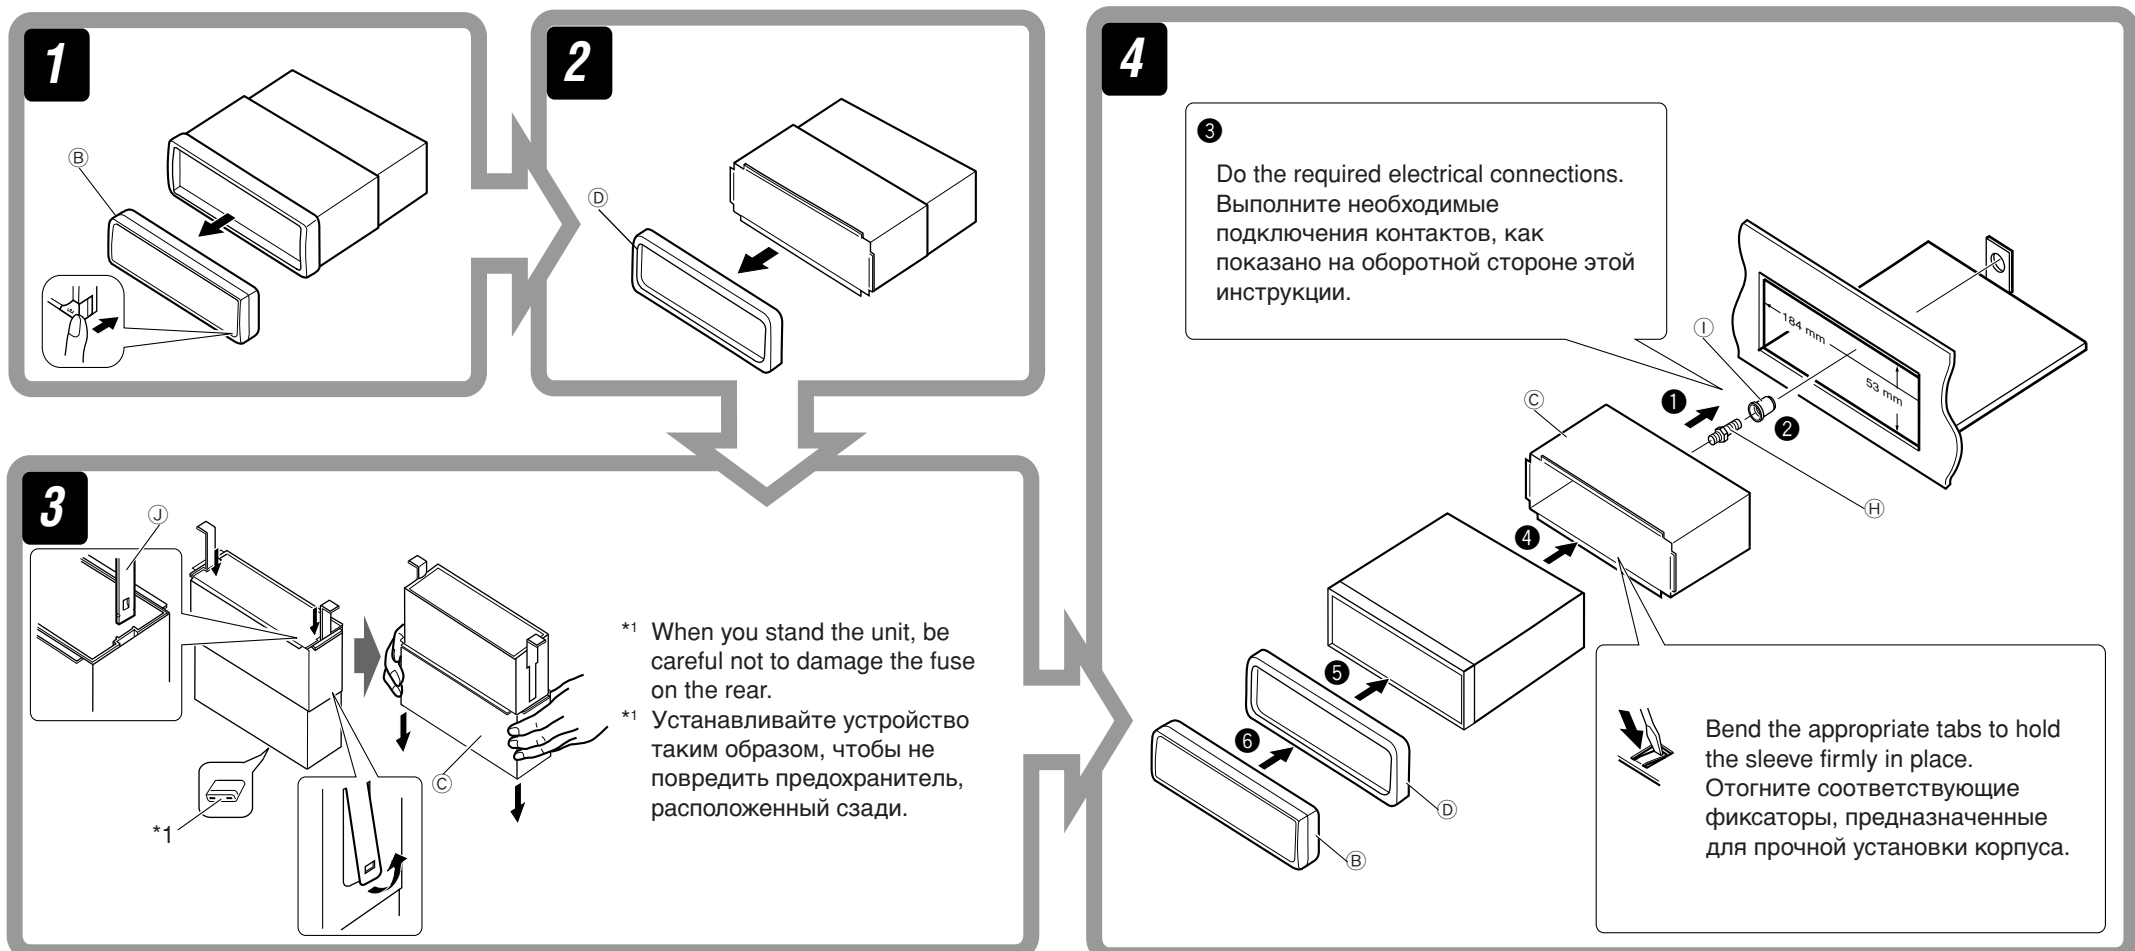 1
Ⓑ
2
Ⓓ
3
Ⓙ
*1
Ⓒ
*1 When you stand the unit, be
careful not to damage the fuse
on the rear.
*1 Устанавливайте устройство
таким образом, чтобы не
повредить предохранитель,
расположенный сзади.
4
❸
Do the required electrical connections.
Выполните необходимые
подключения контактов, как
показано на оборотной стороне этой
инструкции.
184 mm
53 mm
Ⓘ
❶
❷
Ⓗ
Ⓒ
❹
❺
❻
Ⓓ
Ⓑ
Bend the appropriate tabs to hold
the sleeve firmly in place.
Отогните соответствующие
фиксаторы, предназначенные
для прочной установки корпуса.